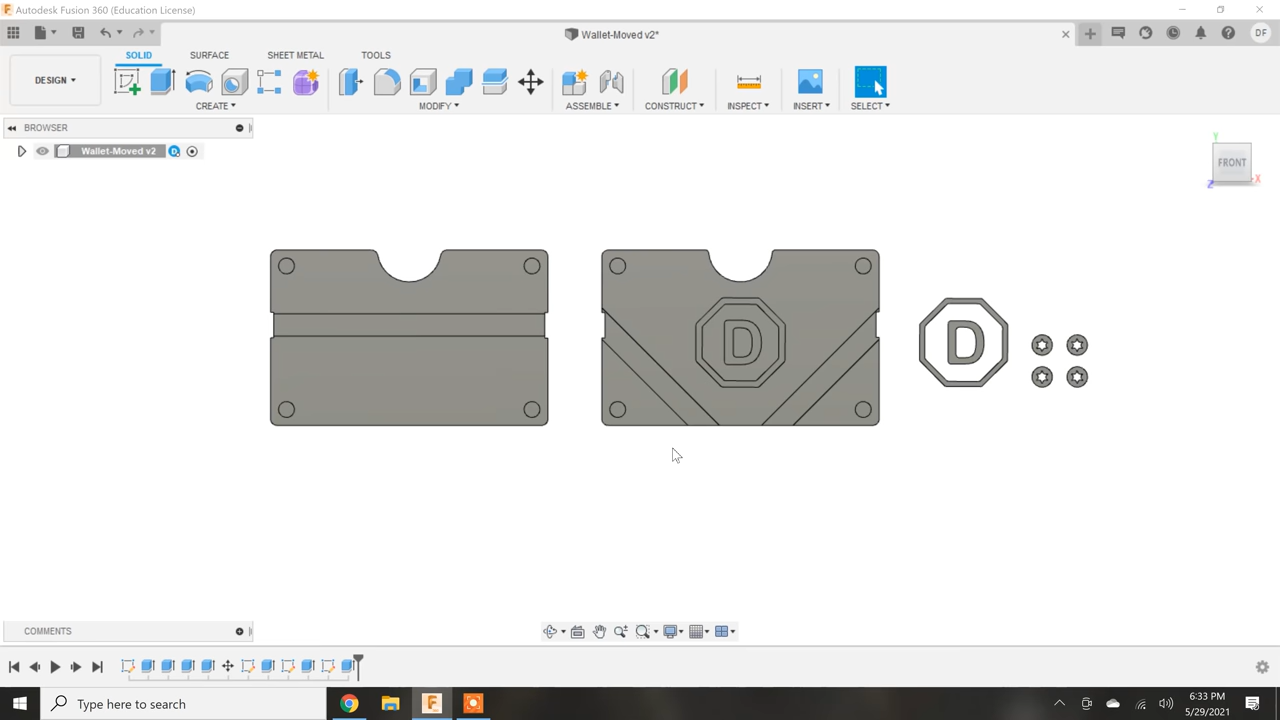 Autodesk Fusion 360 (Education License)
Wallet-Moved v2*
DF
DESIGN
SOLID
SURFACE
SHEET METAL
TOOLS
CREATE
MODIFY
ASSEMBLE
CONSTRUCT
INSPECT
INSERT
SELECT
BROWSER
Wallet-Moved v2
Y
FRONT
Z
X
D
D
COMMENTS
Type here to search
6:33 PM
5/29/2021